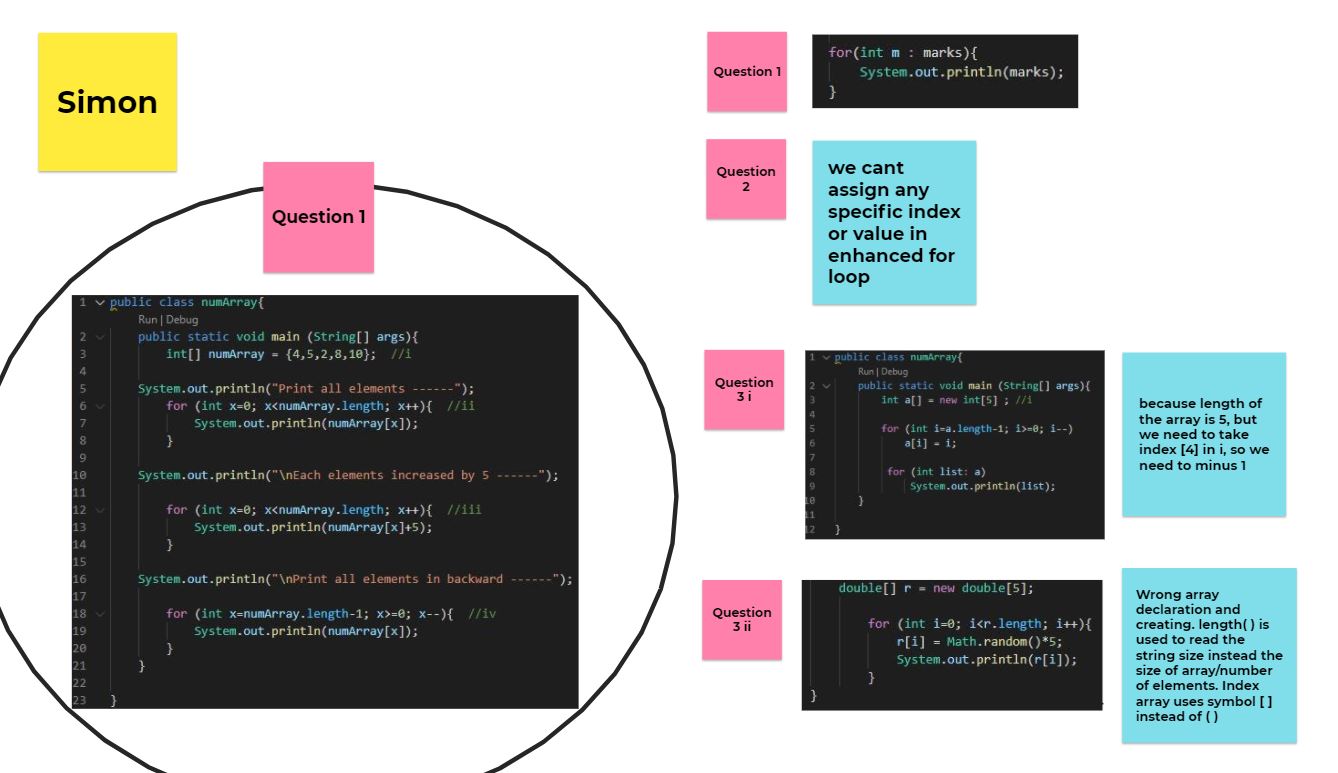 Simon
Question 1
1 public class numArray{
Run | Debug
2 public static void main (String[] args){
3 int[] numArray = {4,5,2,8,10}; //i
4
5 System.out.println("Print all elements ------");
6 for (int x=0; x<numArray.length; x++){ //ii
7 System.out.println(numArray[x]);
8 }
9
10 System.out.println("\nEach elements increased by 5 ------");
11
12 for (int x=0; x<numArray.length; x++){ //iii
13 System.out.println(numArray[x]+5);
14 }
15
16 System.out.println("\nPrint all elements in backward ------");
17
18 for (int x=numArray.length-1; x>=0; x--){ //iv
19 System.out.println(numArray[x]);
20 }
21 }
22
23 }
Question 1
for(int m : marks){
System.out.println(marks);
}
Question
2
we cant
assign any
specific index
or value in
enhanced for
loop
Question
3 i
1 public class numArray{
Run | Debug
2 public static void main (String[] args){
3 int a[] = new int[5] ; //i
4
5 for (int i=a.length-1; i>=0; i--)
6 a[i] = i;
7
8 for (int list: a)
9 System.out.println(list);
10 }
11
12 }
because length of
the array is 5, but
we need to take
index [4] in i, so we
need to minus 1
Question
3 ii
double[] r = new double[5];
for (int i=0; i<r.length; i++){
r[i] = Math.random()*5;
System.out.println(r[i]);
}
}
Wrong array
declaration and
creating. length( ) is
used to read the
string size instead the
size of array/number
of elements. Index
array uses symbol [ ]
instead of ( )